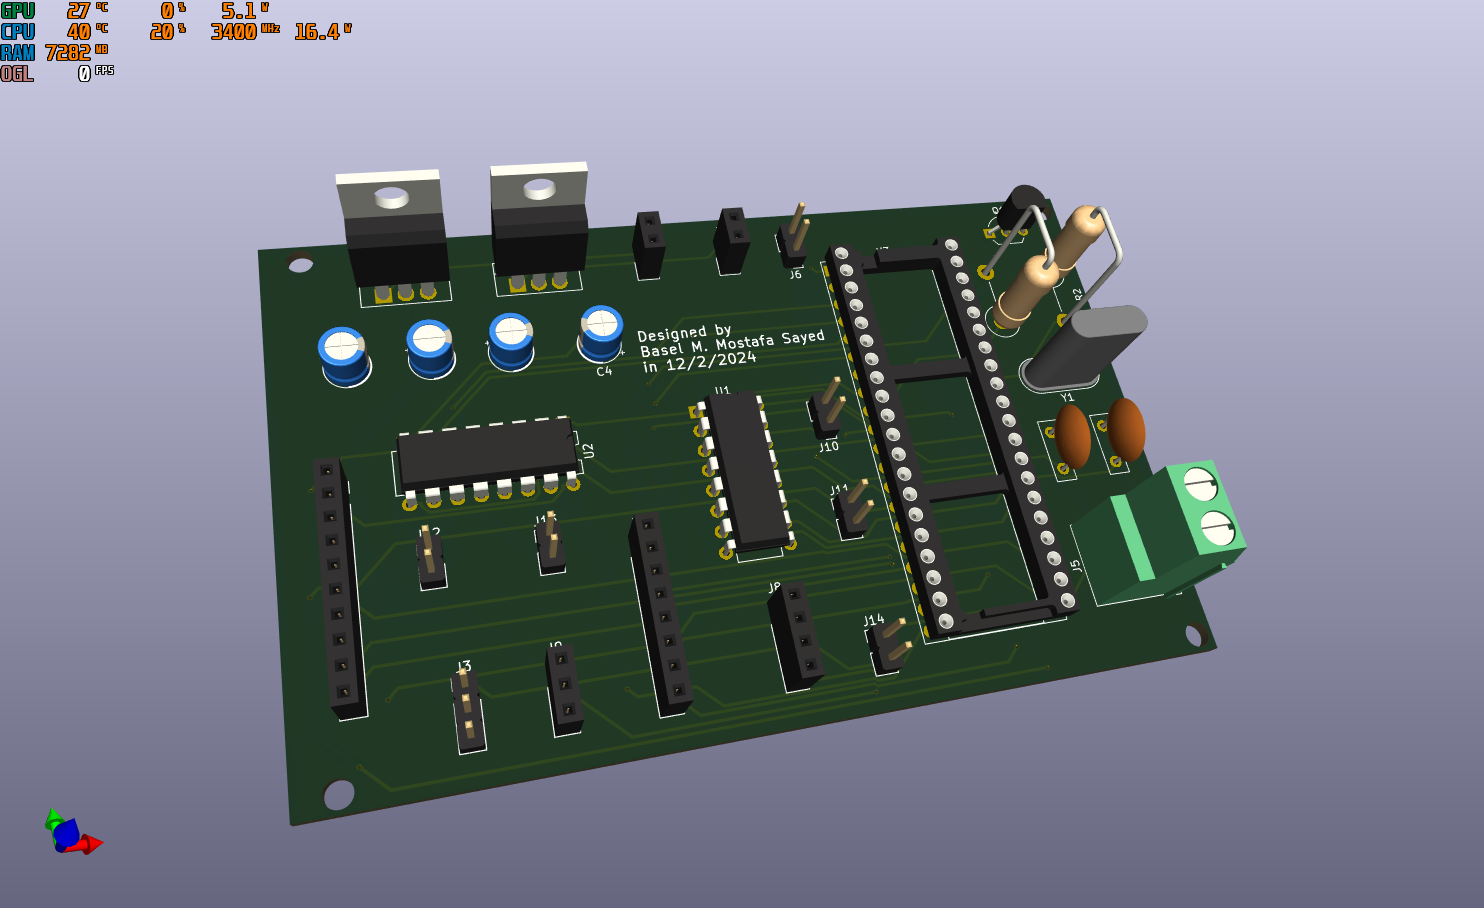 GPU 27 °C 0 % 5.1 W
CPU 40 °C 20 % 3400 MHz 16.4 W
RAM 7282 MB
OGL 0 FPS
J6
R2
Designed by
Basel M. Mostafa Sayed
in 12/2/2024
C4
U1
Y1
J10
U2
J11
J5
J8
J14
J3